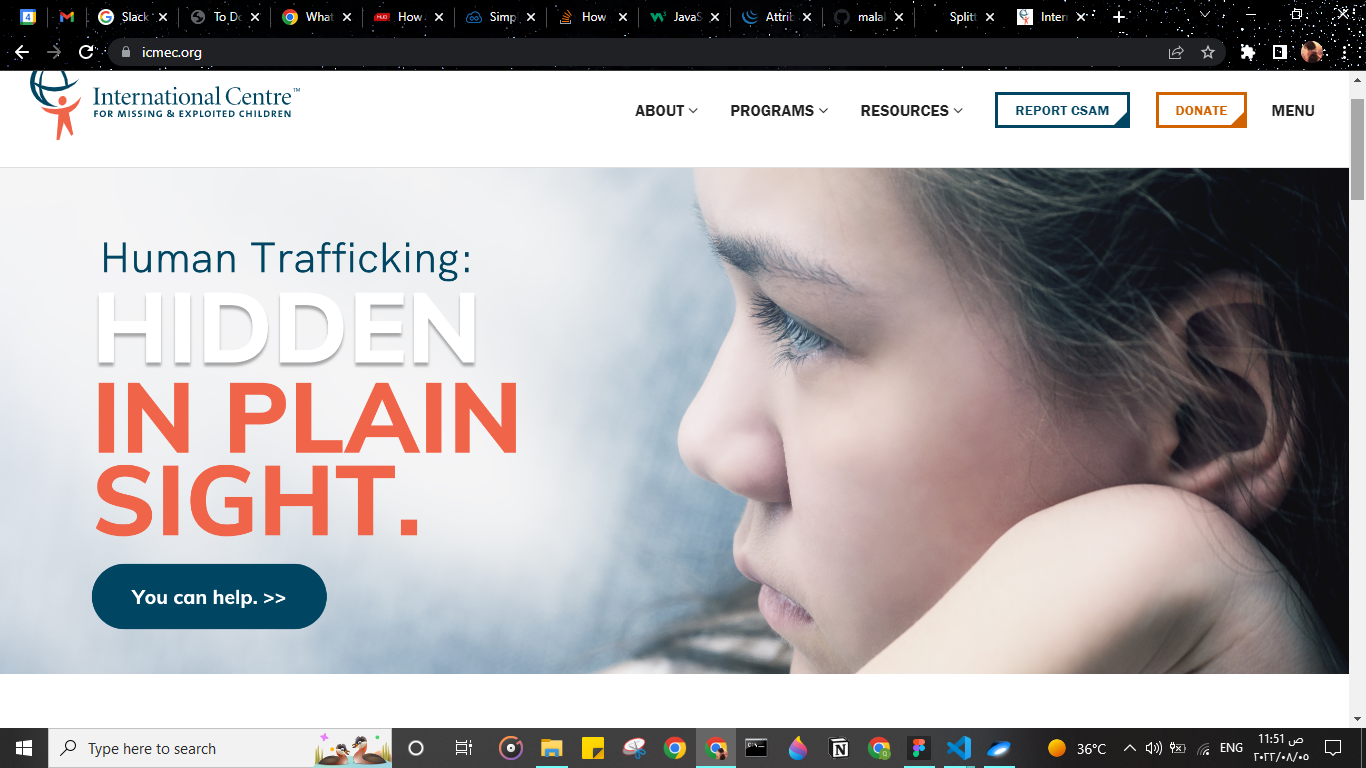 4
Slack
To Do
What
How
Simp
How
JavaS
Attrib
malal
Splitt
Inter
icmec.org
International Centre™
FOR MISSING & EXPLOITED CHILDREN
ABOUT
PROGRAMS
RESOURCES
REPORT CSAM
DONATE
MENU
Human Trafficking:
HIDDEN
IN PLAIN
SIGHT.
You can help. >>
Type here to search
36°C
ENG
11:51 ص
٢٠٢٢/٠٨/٠٥